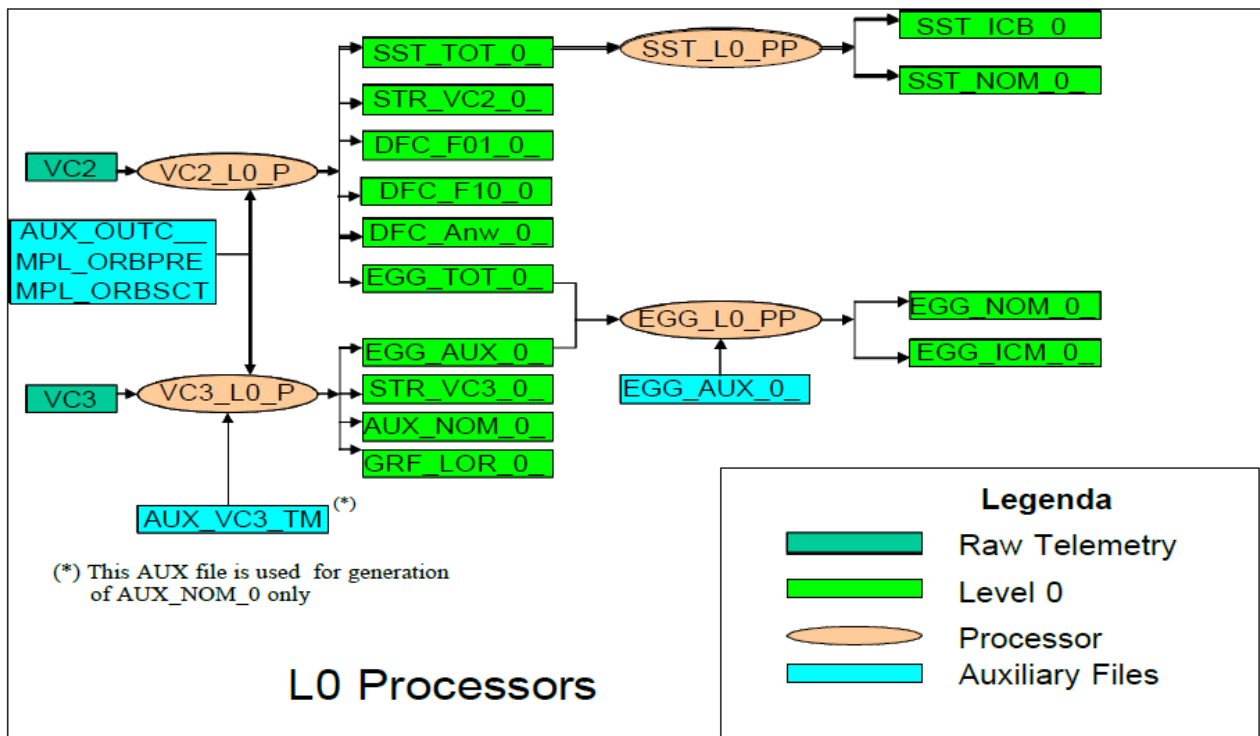 SST_TOT_0_
SST_L0_PP
SST_ICB_0
SST_NOM_0_
STR_VC2_0_
DFC_F01_0_
VC2
VC2_L0_P
DFC_F10_0
AUX_OUTC__
MPL_ORBPRE
MPL_ORBSCT
DFC_Anw_0_
EGG_TOT_0_
EGG_L0_PP
EGG_NOM_0_
EGG_ICM_0_
EGG_AUX_0_
VC3
VC3_L0_P
STR_VC3_0_
EGG_AUX_0_
AUX_NOM_0_
GRF_LOR_0_
AUX_VC3_TM (*)
(*) This AUX file is used for generation
of AUX_NOM_0 only
L0 Processors
Legenda
Raw Telemetry
Level 0
Processor
Auxiliary Files